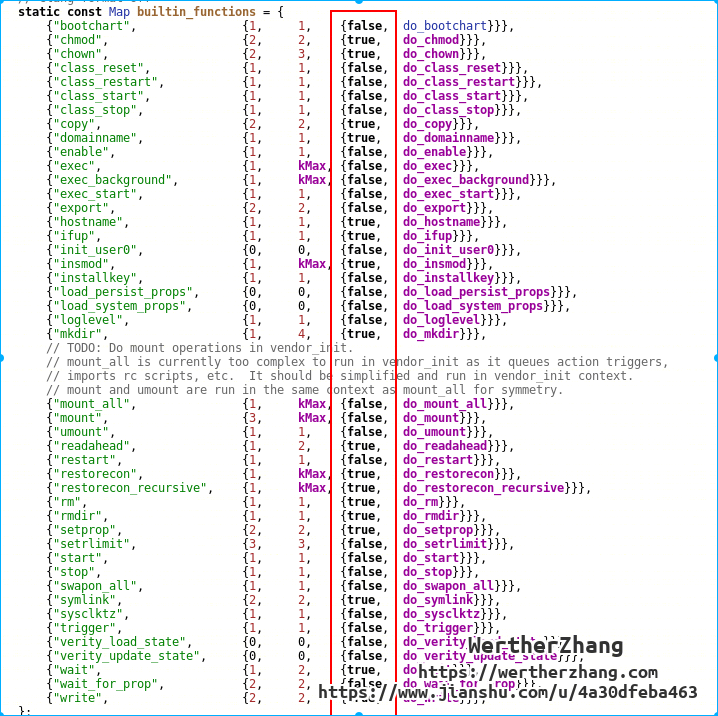 static const Map builtin_functions = {
{"bootchart", {1, 1, {false, do_bootchart}}},
{"chmod", {2, 2, {true, do_chmod}}},
{"chown", {2, 3, {true, do_chown}}},
{"class_reset", {1, 1, {false, do_class_reset}}},
{"class_restart", {1, 1, {false, do_class_restart}}},
{"class_start", {1, 1, {false, do_class_start}}},
{"class_stop", {1, 1, {false, do_class_stop}}},
{"copy", {2, 2, {true, do_copy}}},
{"domainname", {1, 1, {true, do_domainname}}},
{"enable", {1, 1, {false, do_enable}}},
{"exec", {1, kMax, {false, do_exec}}},
{"exec_background", {1, kMax, {false, do_exec_background}}},
{"exec_start", {1, 1, {false, do_exec_start}}},
{"export", {2, 2, {false, do_export}}},
{"hostname", {1, 1, {true, do_hostname}}},
{"ifup", {1, 1, {true, do_ifup}}},
{"init_user0", {0, 0, {false, do_init_user0}}},
{"insmod", {1, kMax, {true, do_insmod}}},
{"installkey", {1, 1, {false, do_installkey}}},
{"load_persist_props", {0, 0, {false, do_load_persist_props}}},
{"load_system_props", {0, 0, {false, do_load_system_props}}},
{"loglevel", {1, 1, {false, do_loglevel}}},
{"mkdir", {1, 4, {true, do_mkdir}}},
// TODO: Do mount operations in vendor_init.
// mount_all is currently too complex to run in vendor_init as it queues action triggers,
// imports rc scripts, etc. It should be simplified and run in vendor_init context.
// mount and umount are run in the same context as mount_all for symmetry.
{"mount_all", {1, kMax, {false, do_mount_all}}},
{"mount", {3, kMax, {false, do_mount}}},
{"umount", {1, 1, {false, do_umount}}},
{"readahead", {1, 2, {true, do_readahead}}},
{"restart", {1, 1, {false, do_restart}}},
{"restorecon", {1, kMax, {true, do_restorecon}}},
{"restorecon_recursive", {1, kMax, {true, do_restorecon_recursive}}},
{"rm", {1, 1, {true, do_rm}}},
{"rmdir", {1, 1, {true, do_rmdir}}},
{"setprop", {2, 2, {true, do_setprop}}},
{"setrlimit", {3, 3, {false, do_setrlimit}}},
{"start", {1, 1, {false, do_start}}},
{"stop", {1, 1, {false, do_stop}}},
{"swapon_all", {1, 1, {false, do_swapon_all}}},
{"symlink", {2, 2, {true, do_symlink}}},
{"sysclktz", {1, 1, {false, do_sysclktz}}},
{"trigger", {1, 1, {false, do_trigger}}},
{"verity_load_state", {0, 0, {false,
WertherZhang
{"verity_update_state", {0, 0, {false, do_verity_update_state}}},
{"wait", {1, 2, {true,
https://wertherzhang.com
{"wait_for_prop", {2, 2, {false, do_wait_for_prop}}},
https://www.jianshu.com/u/4a30dfeba463
{"write", {2, 2,
};